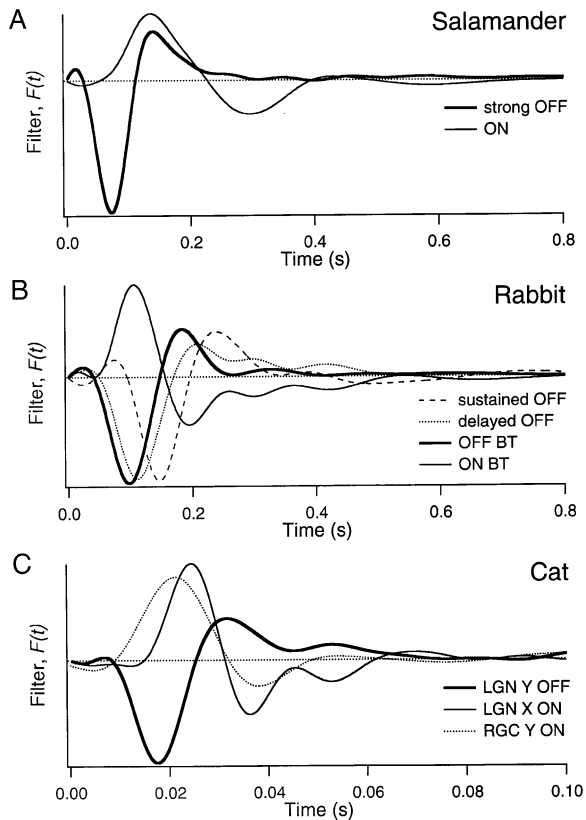 A
Salamander
Filter, F(t)
strong OFF
ON
0.0
0.2
0.4
0.6
0.8
Time (s)
B
Rabbit
Filter, F(t)
sustained OFF
delayed OFF
OFF BT
ON BT
0.0
0.2
0.4
0.6
0.8
Time (s)
C
Cat
Filter, F(t)
LGN Y OFF
LGN X ON
RGC Y ON
0.00
0.02
0.04
0.06
0.08
0.10
Time (s)